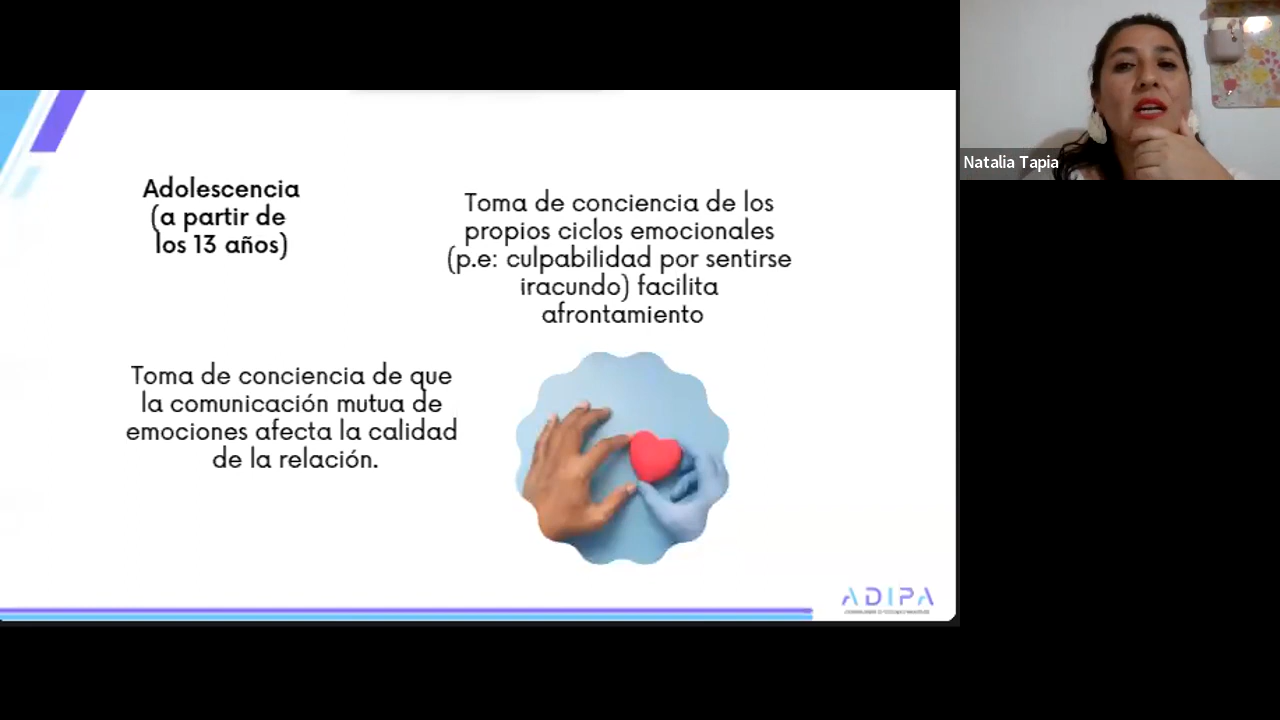 Adolescencia
(a partir de
los 13 años)
Toma de conciencia de los
propios ciclos emocionales
(p.e: culpabilidad por sentirse
iracundo) facilita
afrontamiento
Toma de conciencia de que
la comunicación mutua de
emociones afecta la calidad
de la relación.
ADIPA
Natalia Tapia